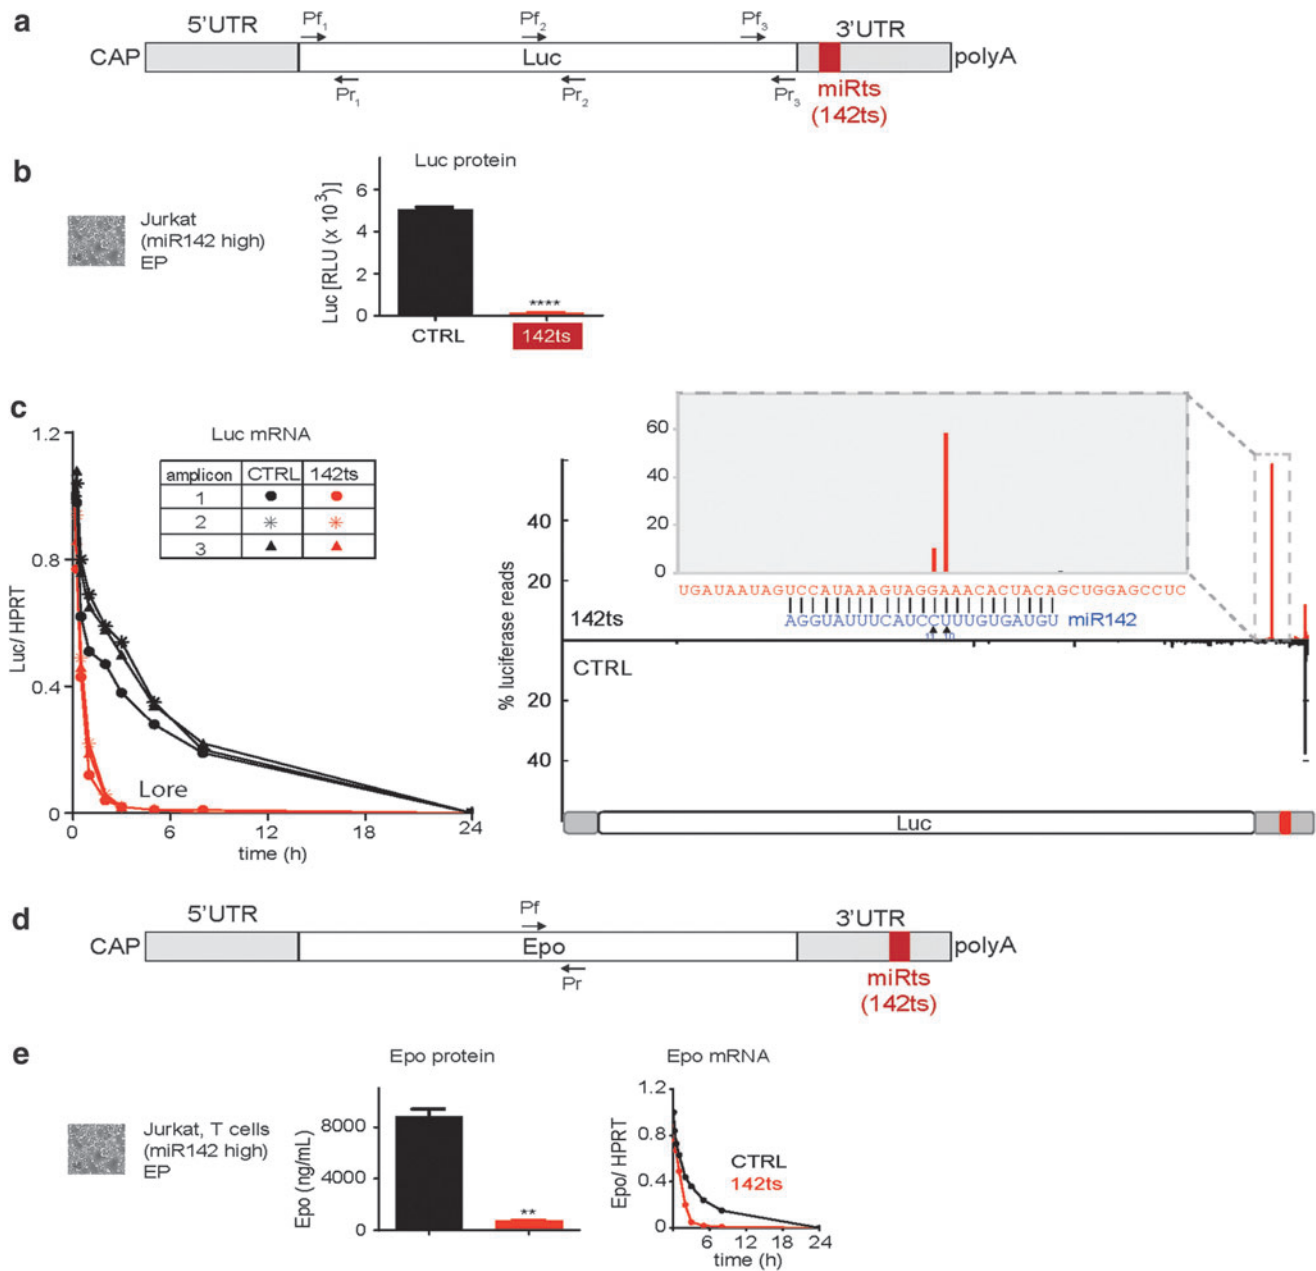 a
5'UTR
Pf1
Pf2
Pf3
3'UTR
CAP
Luc
polyA
Pr1
Pr2
Pr3
miRts
(142ts)
b
Luc protein
Jurkat
(miR142 high)
EP
Luc [RLU (x 10³)]
6
4
2
0
****
CTRL
142ts
c
Luc mRNA
1.2
0.8
0.4
0
Luc/ HPRT
amplicon CTRL 142ts
1
2
3
Lore
0 6 12 18 24
time (h)
60
40
20
0
UGAUAAUAGUCCAUAAAGUAGGAAACACUACAGCUGGAGCCUC
AGGUAUUUCAUCCUUUGUGAUGU miR142
11 10
% luciferase reads
40
20
142ts
CTRL
20
40
Luc
d
5'UTR
Pf
3'UTR
CAP
Epo
polyA
Pr
miRts
(142ts)
e
Epo protein
Epo mRNA
Jurkat, T cells
(miR142 high)
EP
Epo (ng/mL)
8000
4000
0
**
Epo/ HPRT
1.2
0.8
0.4
0
CTRL
142ts
6 12 18 24
time (h)